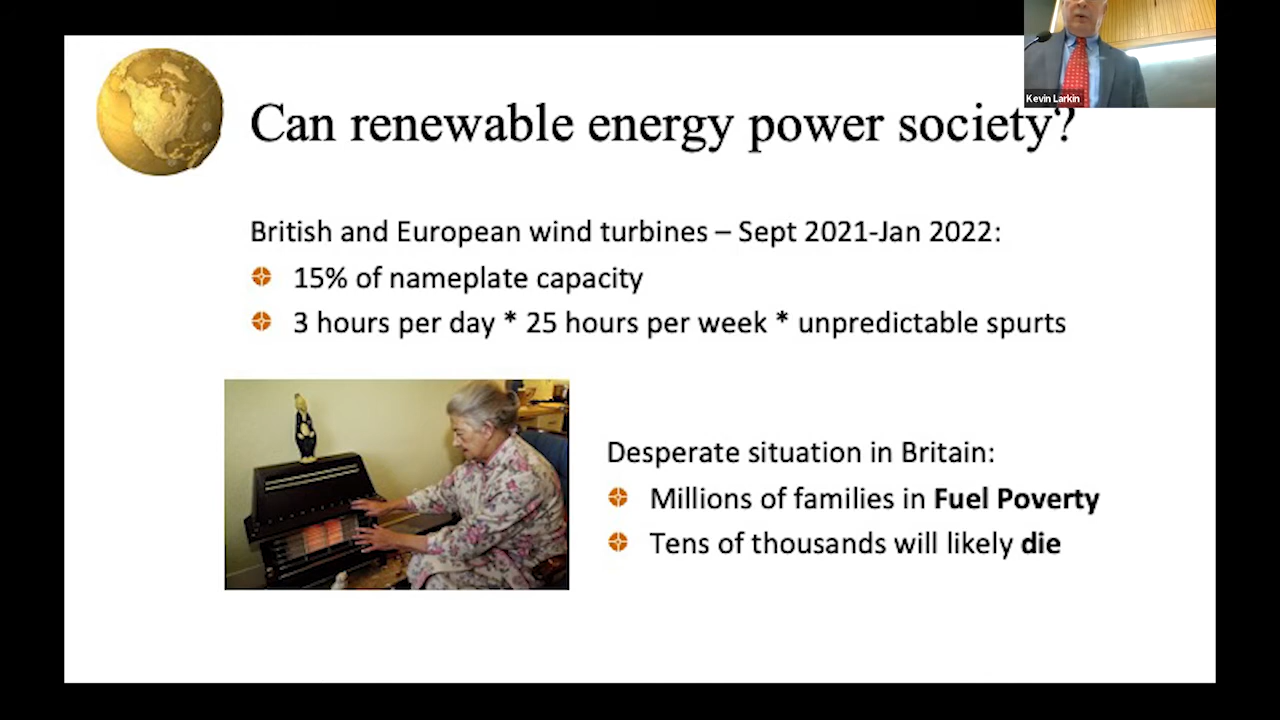 Kevin Larkin
Can renewable energy power society?
British and European wind turbines – Sept 2021-Jan 2022:
15% of nameplate capacity
3 hours per day * 25 hours per week * unpredictable spurts
Desperate situation in Britain:
Millions of families in Fuel Poverty
Tens of thousands will likely die